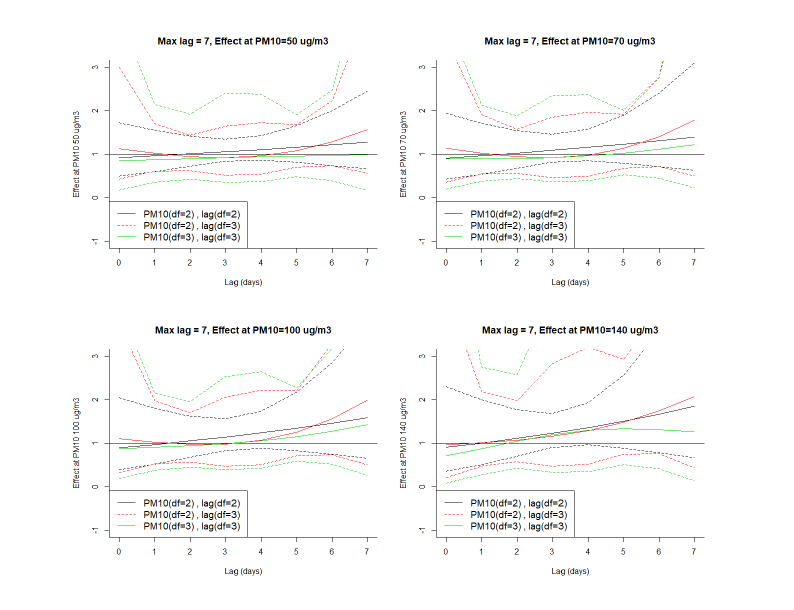 Max lag = 7, Effect at PM10=50 ug/m3
Effect at PM10 50 ug/m3
3
2
1
0
-1
PM10(df=2) , lag(df=2)
PM10(df=2) , lag(df=3)
PM10(df=3) , lag(df=3)
0 1 2 3 4 5 6 7
Lag (days)
Max lag = 7, Effect at PM10=70 ug/m3
Effect at PM10 70 ug/m3
3
2
1
0
-1
PM10(df=2) , lag(df=2)
PM10(df=2) , lag(df=3)
PM10(df=3) , lag(df=3)
0 1 2 3 4 5 6 7
Lag (days)
Max lag = 7, Effect at PM10=100 ug/m3
Effect at PM10 100 ug/m3
3
2
1
0
-1
PM10(df=2) , lag(df=2)
PM10(df=2) , lag(df=3)
PM10(df=3) , lag(df=3)
0 1 2 3 4 5 6 7
Lag (days)
Max lag = 7, Effect at PM10=140 ug/m3
Effect at PM10 140 ug/m3
3
2
1
0
-1
PM10(df=2) , lag(df=2)
PM10(df=2) , lag(df=3)
PM10(df=3) , lag(df=3)
0 1 2 3 4 5 6 7
Lag (days)